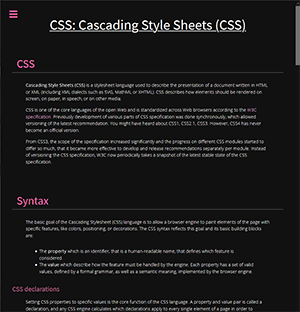 CSS: Cascading Style Sheets (CSS)
CSS
Cascading Style Sheets (CSS) is a stylesheet language used to describe the presentation of a document written in HTML
or XML (including XML dialects such as SVG, MathML or XHTML). CSS describes how elements should be rendered on
screen, on paper, in speech, or on other media.
CSS is one of the core languages of the open Web and is standardized across Web browsers according to the W3C
specification. Previously development of various parts of CSS specification was done synchronously, which allowed
versioning of the latest recommendation. You might have heard about CSS1, CSS2.1, CSS3. However, CSS4 has never
become an official version.
From CSS3, the scope of the specification increased significantly and the progress on different CSS modules started to
differ so much, that it became more effective to develop and release recommendations separately per module. Instead
of versioning the CSS specification, W3C now periodically takes a snapshot of the latest stable state of the CSS
specification.
Syntax
The basic goal of the Cascading Stylesheet (CSS) language is to allow a browser engine to paint elements of the page with
specific features, like colors, positioning, or decorations. The CSS syntax reflects this goal and its basic building blocks
are:
The property which is an identifier, that is a human-readable name, that defines which feature is
considered.
The value which describe how the feature must be handled by the engine. Each property has a set of valid
values, defined by a formal grammar, as well as a semantic meaning, implemented by the browser engine.
CSS declarations
Setting CSS properties to specific values is the core function of the CSS language. A property and value pair is called a
declaration, and any CSS engine calculates which declarations apply to every single element of a page in order to